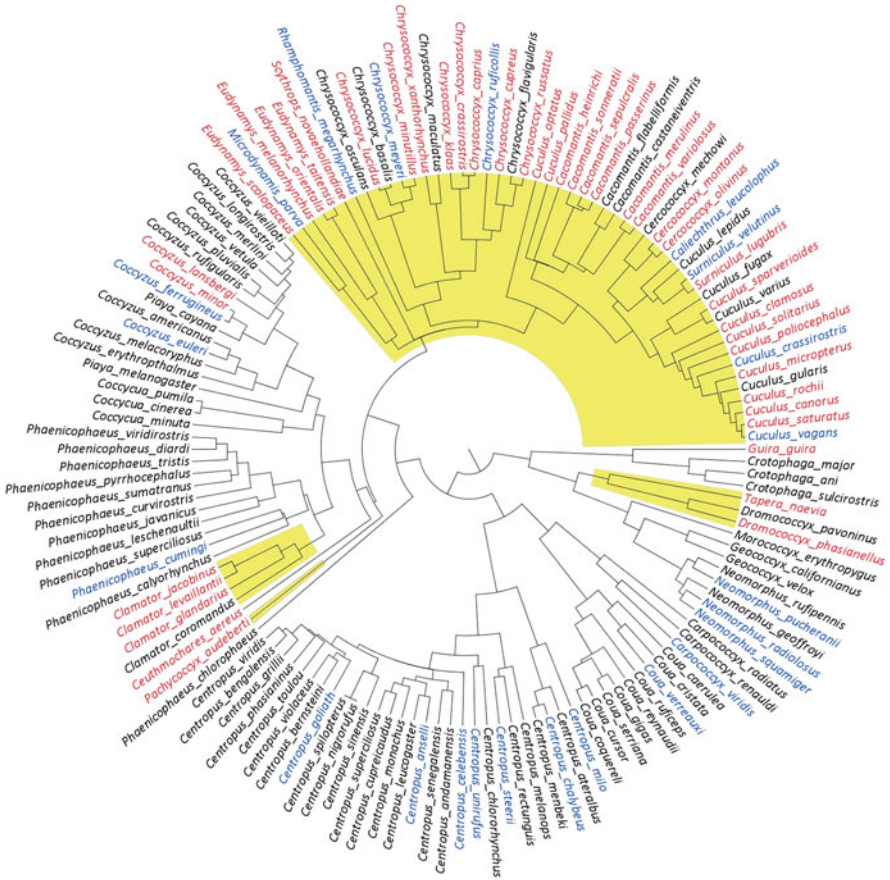 Eudynamys_scolopaceus
Microdynamis_parva
Eudynamys_melanorhynchus
Eudynamys_orientalis
Eudynamys_taitensis
Scythrops_novaehollandiae
Rhamphomantis_megarhynchus
Chrysococcyx_osculans
Chrysococcyx_lucidus
Chrysococcyx_basalis
Chrysococcyx_meyeri
Chrysococcyx_minutillus
Chrysococcyx_xanthorhynchus
Chrysococcyx_maculatus
Chrysococcyx_klaas
Chrysococcyx_crassirostris
Chrysococcyx_caprius
Chrysococcyx_ruficollis
Chrysococcyx_cupreus
Chrysococcyx_flavigularis
Chrysococcyx_russatus
Cuculus_optatus
Cuculus_pallidus
Cacomantis_heinrichi
Cacomantis_sonneratii
Cacomantis_sepulcralis
Cacomantis_passerinus
Cacomantis_flabelliformis
Cacomantis_castaneiventris
Cacomantis_merulinus
Cacomantis_variolosus
Cercococcyx_mechowi
Cercococcyx_montanus
Cercococcyx_olivinus
Caliechthrus_leucolophus
Cuculus_lepidus
Surniculus_velutinus
Surniculus_lugubris
Cuculus_fugax
Cuculus_sparverioides
Cuculus_varius
Cuculus_clamosus
Cuculus_solitarius
Cuculus_poliocephalus
Cuculus_crassirostris
Cuculus_micropterus
Cuculus_gularis
Cuculus_rochii
Cuculus_canorus
Cuculus_saturatus
Cuculus_vagans
Guira_guira
Crotophaga_major
Crotophaga_ani
Crotophaga_sulcirostris
Tapera_naevia
Dromococcyx_pavoninus
Dromococcyx_phasianellus
Morococcyx_erythropygus
Geococcyx_californianus
Geococcyx_velox
Neomorphus_rufipennis
Neomorphus_pucheranii
Neomorphus_geoffroyi
Neomorphus_radiolosus
Neomorphus_squamiger
Carpococcyx_radiatus
Carpococcyx_renauldi
Carpococcyx_viridis
Coua_caerulea
Coua_cristata
Coua_verreauxi
Coua_reynaudii
Coua_ruficeps
Coua_gigas
Coua_serriana
Coua_cursor
Coua_coquereli
Centropus_milo
Centropus_ateralbus
Centropus_chalybeus
Centropus_menbeki
Centropus_melanops
Centropus_rectunguis
Centropus_steerii
Centropus_chlororhynchus
Centropus_unirufus
Centropus_celebensis
Centropus_andamanensis
Centropus_senegalensis
Centropus_anselli
Centropus_leucogaster
Centropus_monachus
Centropus_cupreicaudus
Centropus_superciliosus
Centropus_sinensis
Centropus_nigrorufus
Centropus_spilopterus
Centropus_goliath
Centropus_bernsteini
Centropus_violaceus
Centropus_toulou
Centropus_phasianinus
Centropus_grillii
Centropus_bengalensis
Centropus_viridis
Phaenicophaeus_chlorophaeus
Pachycoccyx_audeberti
Ceuthmochares_aereus
Clamator_coromandus
Clamator_glandarius
Clamator_levaillantii
Clamator_jacobinus
Phaenicophaeus_calyorhynchus
Phaenicophaeus_cumingi
Phaenicophaeus_superciliosus
Phaenicophaeus_leschenaultii
Phaenicophaeus_javanicus
Phaenicophaeus_curvirostris
Phaenicophaeus_sumatranus
Phaenicophaeus_pyrrhocephalus
Phaenicophaeus_tristis
Phaenicophaeus_diardi
Phaenicophaeus_viridirostris
Coccycua_minuta
Coccycua_cinerea
Coccycua_pumila
Piaya_melanogaster
Coccyzus_erythropthalmus
Coccyzus_melacoryphus
Coccyzus_euleri
Coccyzus_americanus
Piaya_cayana
Coccyzus_ferrugineus
Coccyzus_minor
Coccyzus_lansbergi
Coccyzus_rufigularis
Coccyzus_pluvialis
Coccyzus_vetula
Coccyzus_merlini
Coccyzus_longirostris
Coccyzus_vieilloti